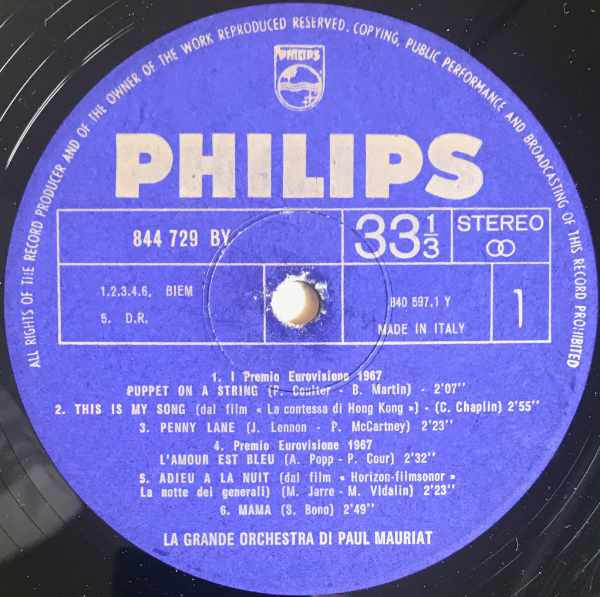 ALL RIGHTS OF THE RECORD PRODUCER AND OF THE OWNER OF THE WORK REPRODUCED RESERVED. COPYING, PUBLIC PERFORMANCE AND BROADCASTING OF THIS RECORD PROHIBITED
PHILIPS
PHILIPS
844 729 BY
33 1/3
STEREO
1.2.3.4.6, BIEM
5. D.R.
840 597.1 Y
MADE IN ITALY
1
1. I Premio Eurovisione 1967
PUPPET ON A STRING (P. Coulter - B. Martin) - 2'07''
2. THIS IS MY SONG (dal film « La contessa di Hong Kong ») - (C. Chaplin) 2'55''
3. PENNY LANE (J. Lennon - P. McCartney) 2'23''
4. Premio Eurovisione 1967
L'AMOUR EST BLEU (A. Popp - P. Cour) 2'32''
5. ADIEU A LA NUIT (dal film « Horizon-filmsonor »
La notte dei generali) (M. Jarre - M. Vidalin) 2'23''
6. MAMA (S. Bono) 2'49''
LA GRANDE ORCHESTRA DI PAUL MAURIAT